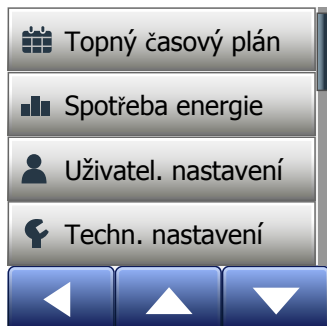 Topný časový plán
Spotřeba energie
Uživatel. nastavení
Techn. nastavení